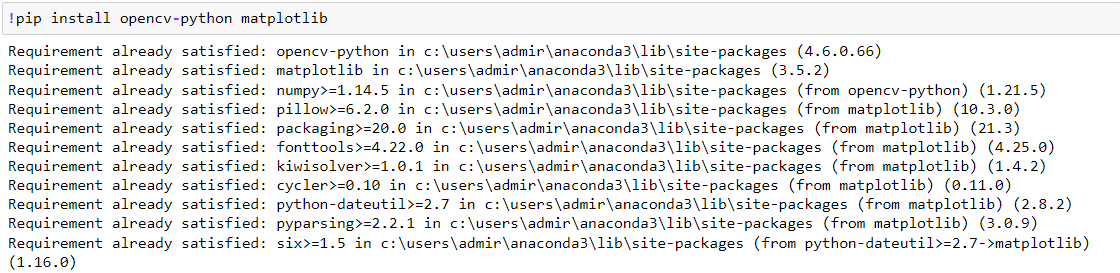 !pip install opencv-python matplotlib
Requirement already satisfied: opencv-python in c:\users\admir\anaconda3\lib\site-packages (4.6.0.66)
Requirement already satisfied: matplotlib in c:\users\admir\anaconda3\lib\site-packages (3.5.2)
Requirement already satisfied: numpy>=1.14.5 in c:\users\admir\anaconda3\lib\site-packages (from opencv-python) (1.21.5)
Requirement already satisfied: pillow>=6.2.0 in c:\users\admir\anaconda3\lib\site-packages (from matplotlib) (10.3.0)
Requirement already satisfied: packaging>=20.0 in c:\users\admir\anaconda3\lib\site-packages (from matplotlib) (21.3)
Requirement already satisfied: fonttools>=4.22.0 in c:\users\admir\anaconda3\lib\site-packages (from matplotlib) (4.25.0)
Requirement already satisfied: kiwisolver>=1.0.1 in c:\users\admir\anaconda3\lib\site-packages (from matplotlib) (1.4.2)
Requirement already satisfied: cycler>=0.10 in c:\users\admir\anaconda3\lib\site-packages (from matplotlib) (0.11.0)
Requirement already satisfied: python-dateutil>=2.7 in c:\users\admir\anaconda3\lib\site-packages (from matplotlib) (2.8.2)
Requirement already satisfied: pyparsing>=2.2.1 in c:\users\admir\anaconda3\lib\site-packages (from matplotlib) (3.0.9)
Requirement already satisfied: six>=1.5 in c:\users\admir\anaconda3\lib\site-packages (from python-dateutil>=2.7->matplotlib)
(1.16.0)